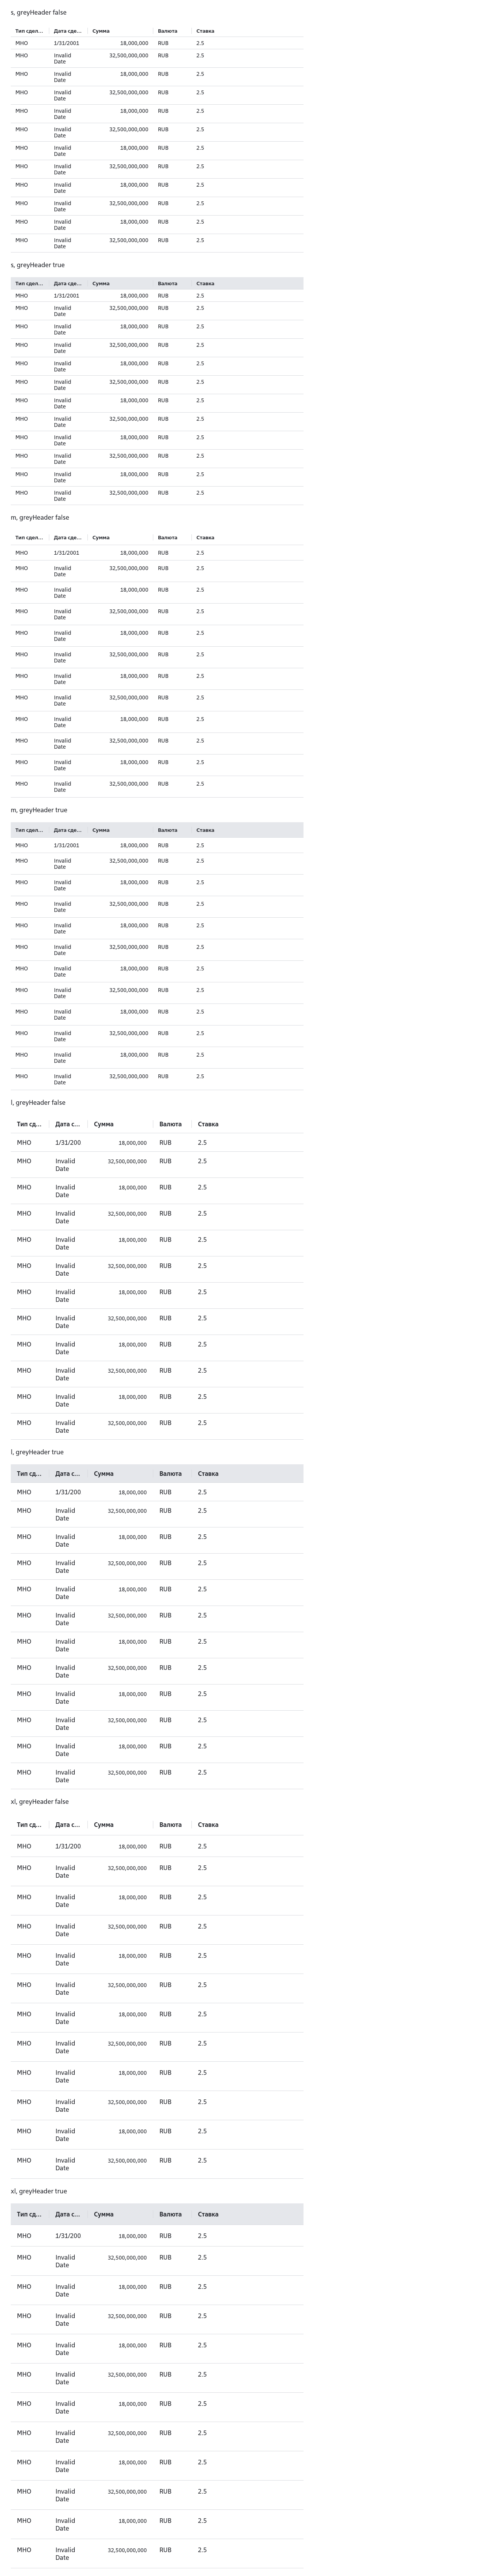 s, greyHeader false
Тип сдел… Дата сде… Сумма Валюта Ставка
МНО 1/31/2001 18,000,000 RUB 2.5
МНО Invalid 32,500,000,000 RUB 2.5
Date
МНО Invalid 18,000,000 RUB 2.5
Date
МНО Invalid 32,500,000,000 RUB 2.5
Date
МНО Invalid 18,000,000 RUB 2.5
Date
МНО Invalid 32,500,000,000 RUB 2.5
Date
МНО Invalid 18,000,000 RUB 2.5
Date
МНО Invalid 32,500,000,000 RUB 2.5
Date
МНО Invalid 18,000,000 RUB 2.5
Date
МНО Invalid 32,500,000,000 RUB 2.5
Date
МНО Invalid 18,000,000 RUB 2.5
Date
МНО Invalid 32,500,000,000 RUB 2.5
Date
s, greyHeader true
Тип сдел… Дата сде… Сумма Валюта Ставка
МНО 1/31/2001 18,000,000 RUB 2.5
МНО Invalid 32,500,000,000 RUB 2.5
Date
МНО Invalid 18,000,000 RUB 2.5
Date
МНО Invalid 32,500,000,000 RUB 2.5
Date
МНО Invalid 18,000,000 RUB 2.5
Date
МНО Invalid 32,500,000,000 RUB 2.5
Date
МНО Invalid 18,000,000 RUB 2.5
Date
МНО Invalid 32,500,000,000 RUB 2.5
Date
МНО Invalid 18,000,000 RUB 2.5
Date
МНО Invalid 32,500,000,000 RUB 2.5
Date
МНО Invalid 18,000,000 RUB 2.5
Date
МНО Invalid 32,500,000,000 RUB 2.5
Date
m, greyHeader false
Тип сдел… Дата сде… Сумма Валюта Ставка
МНО 1/31/2001 18,000,000 RUB 2.5
МНО Invalid 32,500,000,000 RUB 2.5
Date
МНО Invalid 18,000,000 RUB 2.5
Date
МНО Invalid 32,500,000,000 RUB 2.5
Date
МНО Invalid 18,000,000 RUB 2.5
Date
МНО Invalid 32,500,000,000 RUB 2.5
Date
МНО Invalid 18,000,000 RUB 2.5
Date
МНО Invalid 32,500,000,000 RUB 2.5
Date
МНО Invalid 18,000,000 RUB 2.5
Date
МНО Invalid 32,500,000,000 RUB 2.5
Date
МНО Invalid 18,000,000 RUB 2.5
Date
МНО Invalid 32,500,000,000 RUB 2.5
Date
m, greyHeader true
Тип сдел… Дата сде… Сумма Валюта Ставка
МНО 1/31/2001 18,000,000 RUB 2.5
МНО Invalid 32,500,000,000 RUB 2.5
Date
МНО Invalid 18,000,000 RUB 2.5
Date
МНО Invalid 32,500,000,000 RUB 2.5
Date
МНО Invalid 18,000,000 RUB 2.5
Date
МНО Invalid 32,500,000,000 RUB 2.5
Date
МНО Invalid 18,000,000 RUB 2.5
Date
МНО Invalid 32,500,000,000 RUB 2.5
Date
МНО Invalid 18,000,000 RUB 2.5
Date
МНО Invalid 32,500,000,000 RUB 2.5
Date
МНО Invalid 18,000,000 RUB 2.5
Date
МНО Invalid 32,500,000,000 RUB 2.5
Date
l, greyHeader false
Тип сд… Дата с… Сумма Валюта Ставка
МНО 1/31/200 18,000,000 RUB 2.5
МНО Invalid 32,500,000,000 RUB 2.5
Date
МНО Invalid 18,000,000 RUB 2.5
Date
МНО Invalid 32,500,000,000 RUB 2.5
Date
МНО Invalid 18,000,000 RUB 2.5
Date
МНО Invalid 32,500,000,000 RUB 2.5
Date
МНО Invalid 18,000,000 RUB 2.5
Date
МНО Invalid 32,500,000,000 RUB 2.5
Date
МНО Invalid 18,000,000 RUB 2.5
Date
МНО Invalid 32,500,000,000 RUB 2.5
Date
МНО Invalid 18,000,000 RUB 2.5
Date
МНО Invalid 32,500,000,000 RUB 2.5
Date
l, greyHeader true
Тип сд… Дата с… Сумма Валюта Ставка
МНО 1/31/200 18,000,000 RUB 2.5
МНО Invalid 32,500,000,000 RUB 2.5
Date
МНО Invalid 18,000,000 RUB 2.5
Date
МНО Invalid 32,500,000,000 RUB 2.5
Date
МНО Invalid 18,000,000 RUB 2.5
Date
МНО Invalid 32,500,000,000 RUB 2.5
Date
МНО Invalid 18,000,000 RUB 2.5
Date
МНО Invalid 32,500,000,000 RUB 2.5
Date
МНО Invalid 18,000,000 RUB 2.5
Date
МНО Invalid 32,500,000,000 RUB 2.5
Date
МНО Invalid 18,000,000 RUB 2.5
Date
МНО Invalid 32,500,000,000 RUB 2.5
Date
xl, greyHeader false
Тип сд… Дата с… Сумма Валюта Ставка
МНО 1/31/200 18,000,000 RUB 2.5
МНО Invalid 32,500,000,000 RUB 2.5
Date
МНО Invalid 18,000,000 RUB 2.5
Date
МНО Invalid 32,500,000,000 RUB 2.5
Date
МНО Invalid 18,000,000 RUB 2.5
Date
МНО Invalid 32,500,000,000 RUB 2.5
Date
МНО Invalid 18,000,000 RUB 2.5
Date
МНО Invalid 32,500,000,000 RUB 2.5
Date
МНО Invalid 18,000,000 RUB 2.5
Date
МНО Invalid 32,500,000,000 RUB 2.5
Date
МНО Invalid 18,000,000 RUB 2.5
Date
МНО Invalid 32,500,000,000 RUB 2.5
Date
xl, greyHeader true
Тип сд… Дата с… Сумма Валюта Ставка
МНО 1/31/200 18,000,000 RUB 2.5
МНО Invalid 32,500,000,000 RUB 2.5
Date
МНО Invalid 18,000,000 RUB 2.5
Date
МНО Invalid 32,500,000,000 RUB 2.5
Date
МНО Invalid 18,000,000 RUB 2.5
Date
МНО Invalid 32,500,000,000 RUB 2.5
Date
МНО Invalid 18,000,000 RUB 2.5
Date
МНО Invalid 32,500,000,000 RUB 2.5
Date
МНО Invalid 18,000,000 RUB 2.5
Date
МНО Invalid 32,500,000,000 RUB 2.5
Date
МНО Invalid 18,000,000 RUB 2.5
Date
МНО Invalid 32,500,000,000 RUB 2.5
Date